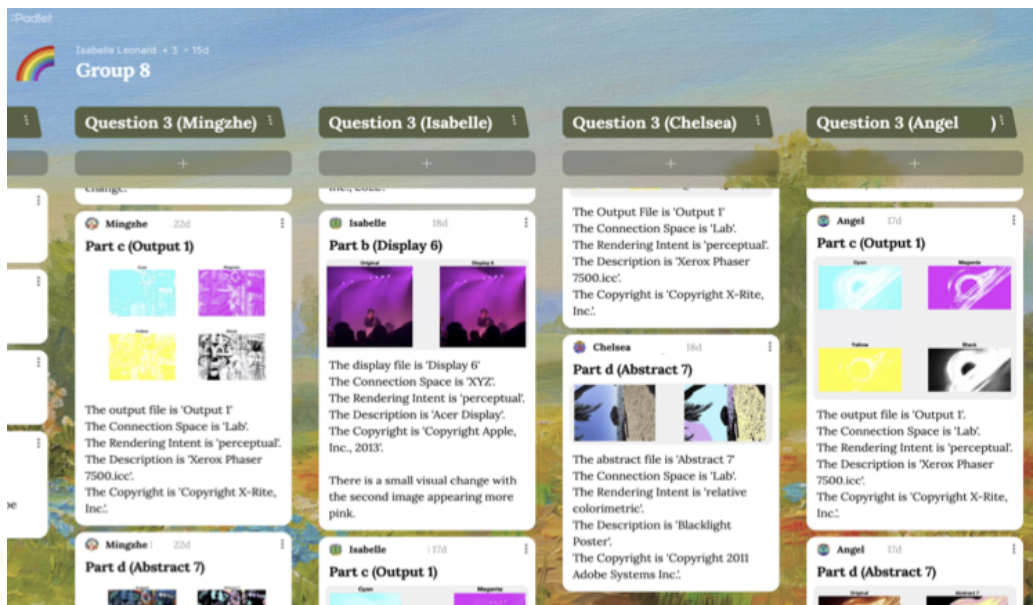 :Padlet
Isabelle Leonard + 3 • 15d
Group 8
Question 3 (Mingzhe)
+
change.
Mingzhe 22d
Part c (Output 1)
Cyan
Magenta
Yellow
Black
The output file is 'Output 1'
The Connection Space is 'Lab'.
The Rendering Intent is 'perceptual'.
The Description is 'Xerox Phaser
7500.icc'.
The Copyright is 'Copyright X-Rite,
Inc.'.
Mingzhe 22d
Part d (Abstract 7)
Question 3 (Isabelle)
+
Inc., 2022'.
Isabelle 18d
Part b (Display 6)
Original
Display 6
The display file is 'Display 6'
The Connection Space is 'XYZ'.
The Rendering Intent is 'perceptual'.
The Description is 'Acer Display'.
The Copyright is 'Copyright Apple,
Inc., 2013'.
There is a small visual change with
the second image appearing more
pink.
Isabelle 17d
Part c (Output 1)
Cyan
Magenta
Question 3 (Chelsea)
+
The Output File is 'Output 1'
The Connection Space is 'Lab'.
The Rendering Intent is 'perceptual'.
The Description is 'Xerox Phaser
7500.icc'.
The Copyright is 'Copyright X-Rite,
Inc.'.
Chelsea 18d
Part d (Abstract 7)
The abstract file is 'Abstract 7'
The Connection Space is 'Lab'.
The Rendering Intent is 'relative
colorimetric'.
The Description is 'Blacklight
Poster'.
The Copyright is 'Copyright 2011
Adobe Systems Inc.'.
Question 3 (Angel )
+
Angel 17d
Part c (Output 1)
Cyan
Magenta
Yellow
Black
The output file is 'Output 1'.
The Connection Space is 'Lab'.
The Rendering Intent is 'perceptual'.
The Description is 'Xerox Phaser
7500.icc'.
The Copyright is 'Copyright X-Rite,
Inc.'.
Angel 17d
Part d (Abstract 7)
Original
Abstract 7